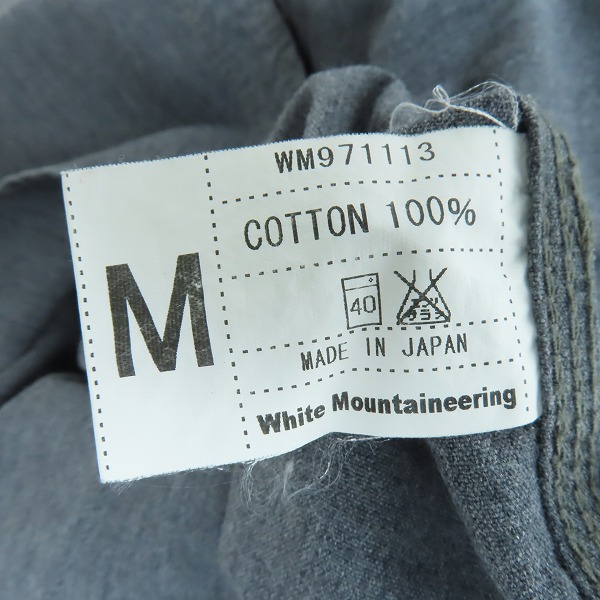 M
WM971113
COTTON 100%
40
MADE IN JAPAN
White Mountaineering